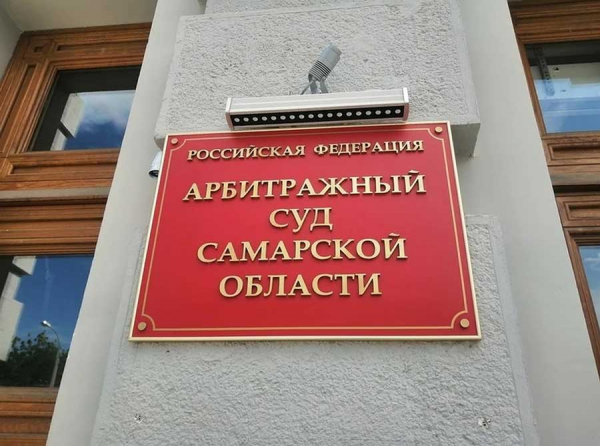 РОССИЙСКАЯ ФЕДЕРАЦИЯ
АРБИТРАЖНЫЙ
СУД
САМАРСКОЙ
ОБЛАСТИ